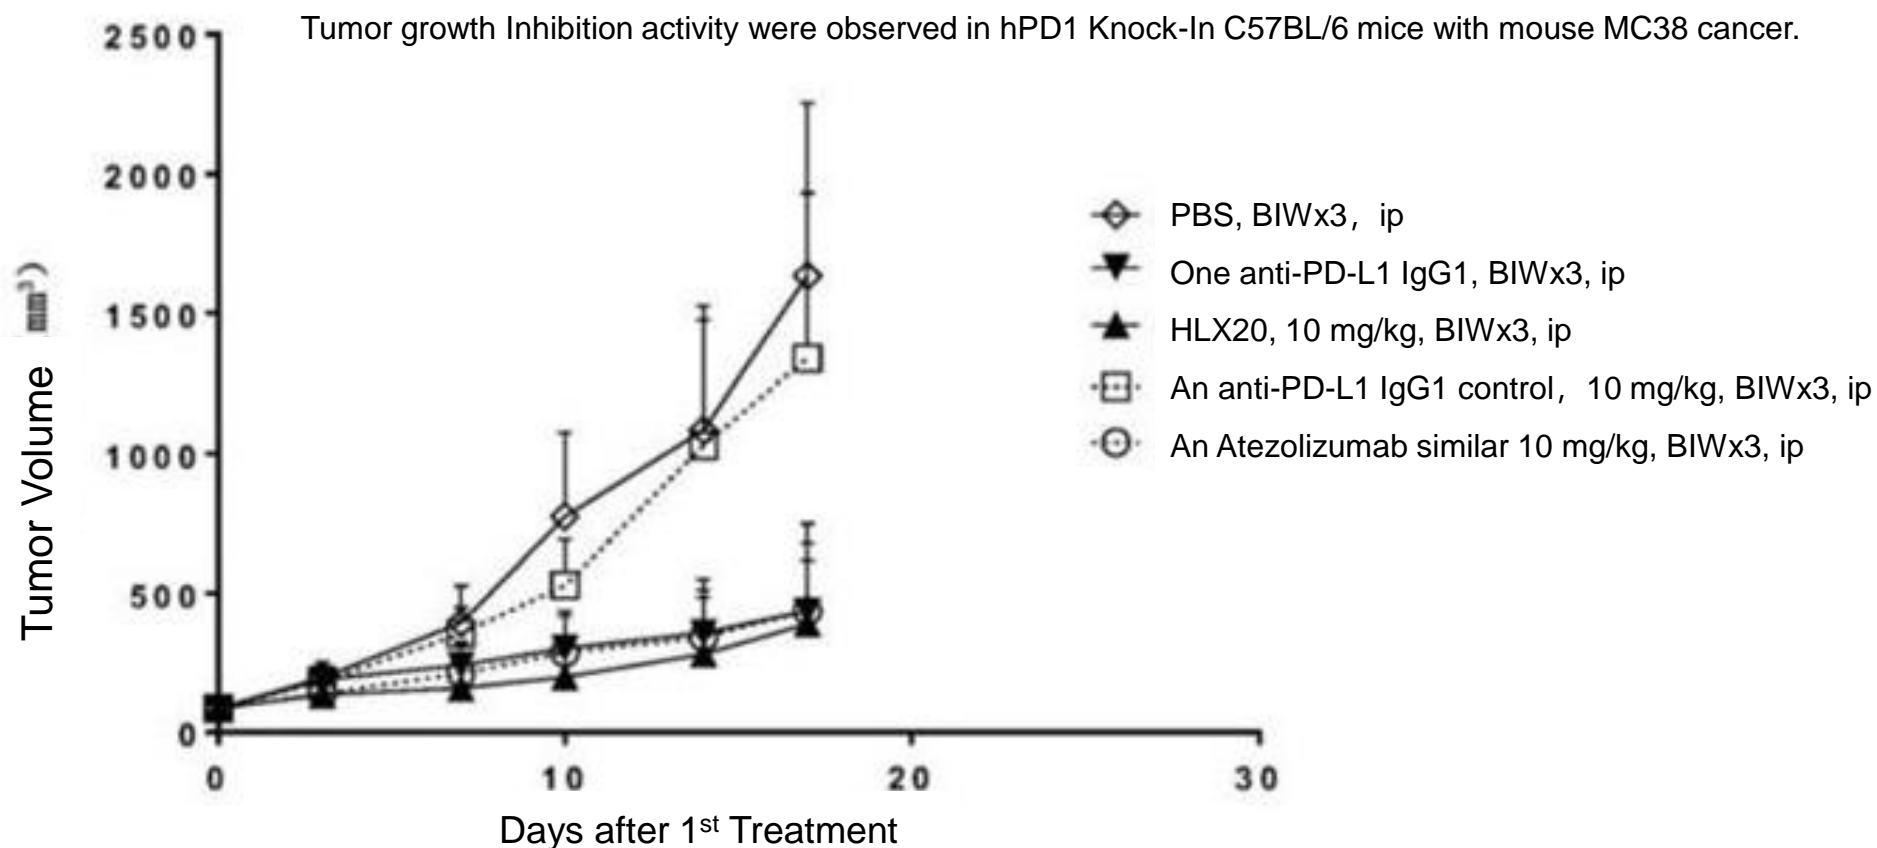 Tumor growth Inhibition activity were observed in hPD1 Knock-In C57BL/6 mice with mouse MC38 cancer.
2500
2000
1500
1000
500
0
Tumor Volume mm³)
0 10 20 30
Days after 1st Treatment
PBS, BIWx3，ip
One anti-PD-L1 IgG1, BIWx3, ip
HLX20, 10 mg/kg, BIWx3, ip
An anti-PD-L1 IgG1 control，10 mg/kg, BIWx3, ip
An Atezolizumab similar 10 mg/kg, BIWx3, ip